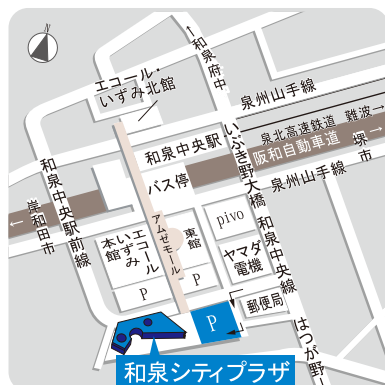 ←和泉府中
エコール・
いずみ北館
泉州山手線
泉北高速鉄道 難波→
和泉中央駅
いぶき野大橋
阪和自動車道
堺市
→
バス停
泉州山手線
和泉中央駅前線
←
岸和田市
アムゼモール
pivo
和泉中央線
東館
エコール
いずみ
本館
ヤマダ
電機
P
P
郵便局
P
はつが野
和泉シティプラザ